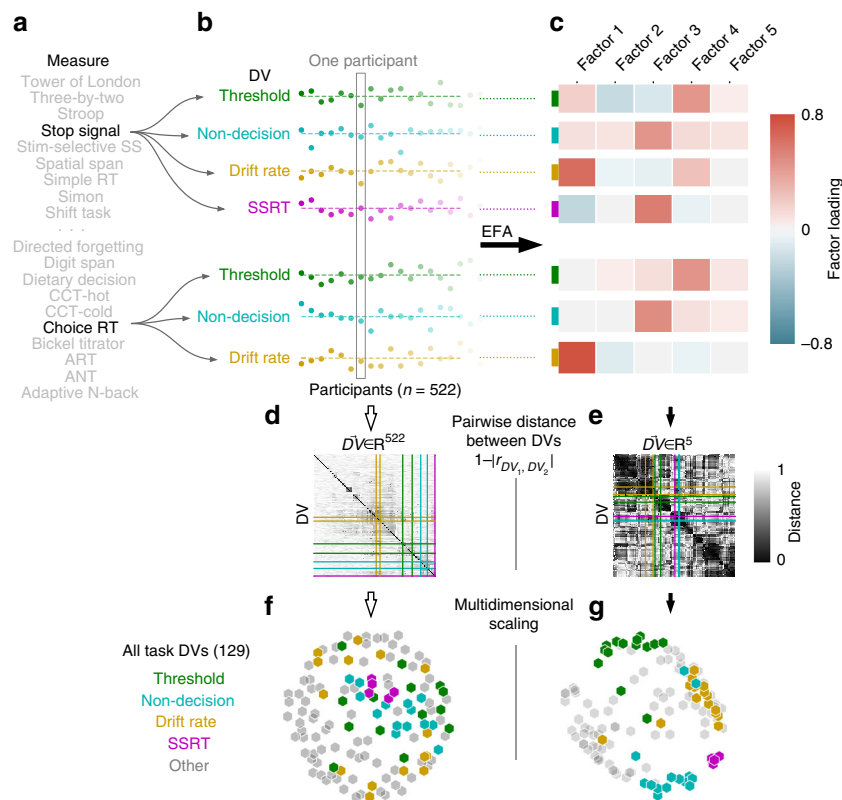 a
Measure
Tower of London
Three-by-two
Stroop
Stop signal
Stim-selective SS
Spatial span
Simple RT
Simon
Shift task
. . .
Directed forgetting
Digit span
Dietary decision
CCT-hot
CCT-cold
Choice RT
Bickel titrator
ART
ANT
Adaptive N-back
b
One participant
DV
Threshold
Non-decision
Drift rate
SSRT
Threshold
Non-decision
Drift rate
Participants (n = 522)
EFA
c
Factor 1
Factor 2
Factor 3
Factor 4
Factor 5
0.8
0
–0.8
Factor loading
d
D⃗V∈R⁵²²
DV
Pairwise distance
between DVs
1–|r_{DV₁, DV₂}|
e
D⃗V∈R⁵
DV
1
0
Distance
f
Multidimensional
scaling
g
All task DVs (129)
Threshold
Non-decision
Drift rate
SSRT
Other